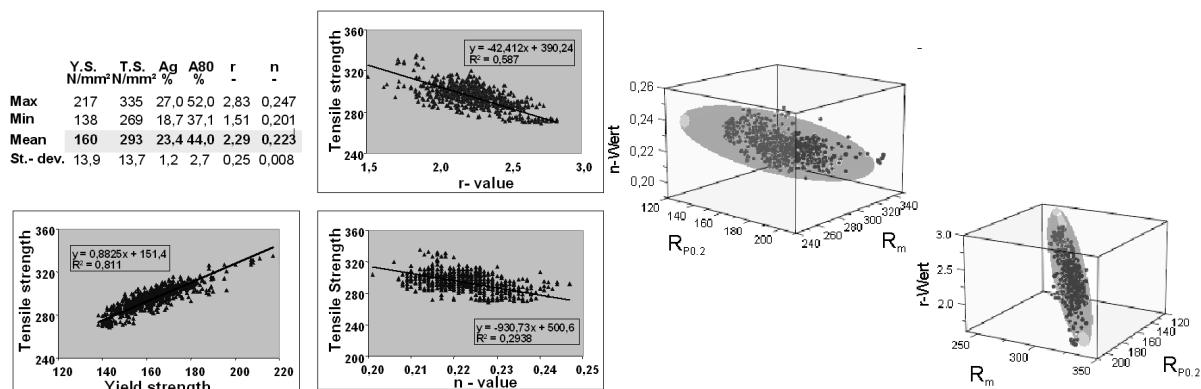 Y.S. T.S. Ag A80 r n
N/mm² N/mm² % % - -
Max 217 335 27,0 52,0 2,83 0,247
Min 138 269 18,7 37,1 1,51 0,201
Mean 160 293 23,4 44,0 2,29 0,223
St.- dev. 13,9 13,7 1,2 2,7 0,25 0,008
Tensile strength
360
320
280
240
y = -42,412x + 390,24
R² = 0,587
1,5 2,0 2,5 3,0
r- value
n-Wert
0,26
0,24
0,22
0,20
120 140 160 180 200
R P0.2
240 260 280 300 320 340
R m
Tensile strength
360
320
280
240
y = 0,8825x + 151,4
R² = 0,811
120 140 160 180 200 220
Yield strength
Tensile Strength
360
320
280
240
200
y = -930,73x + 500,6
R² = 0,2938
0,20 0,21 0,22 0,23 0,24 0,25
n - value
r-Wert
3.0
2.5
2.0
250 300 350
R m
200 180 160 140 120
R P0.2